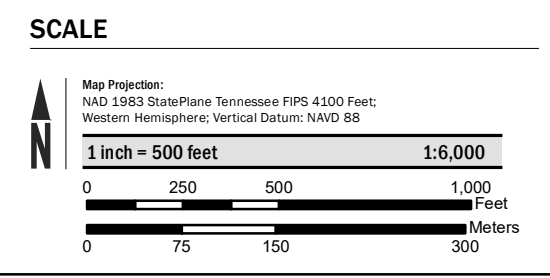 SCALE
Map Projection:
NAD 1983 StatePlane Tennessee FIPS 4100 Feet;
Western Hemisphere; Vertical Datum: NAVD 88
N
1 inch = 500 feet 1:6,000
0 250 500 1,000
Feet
Meters
0 75 150 300